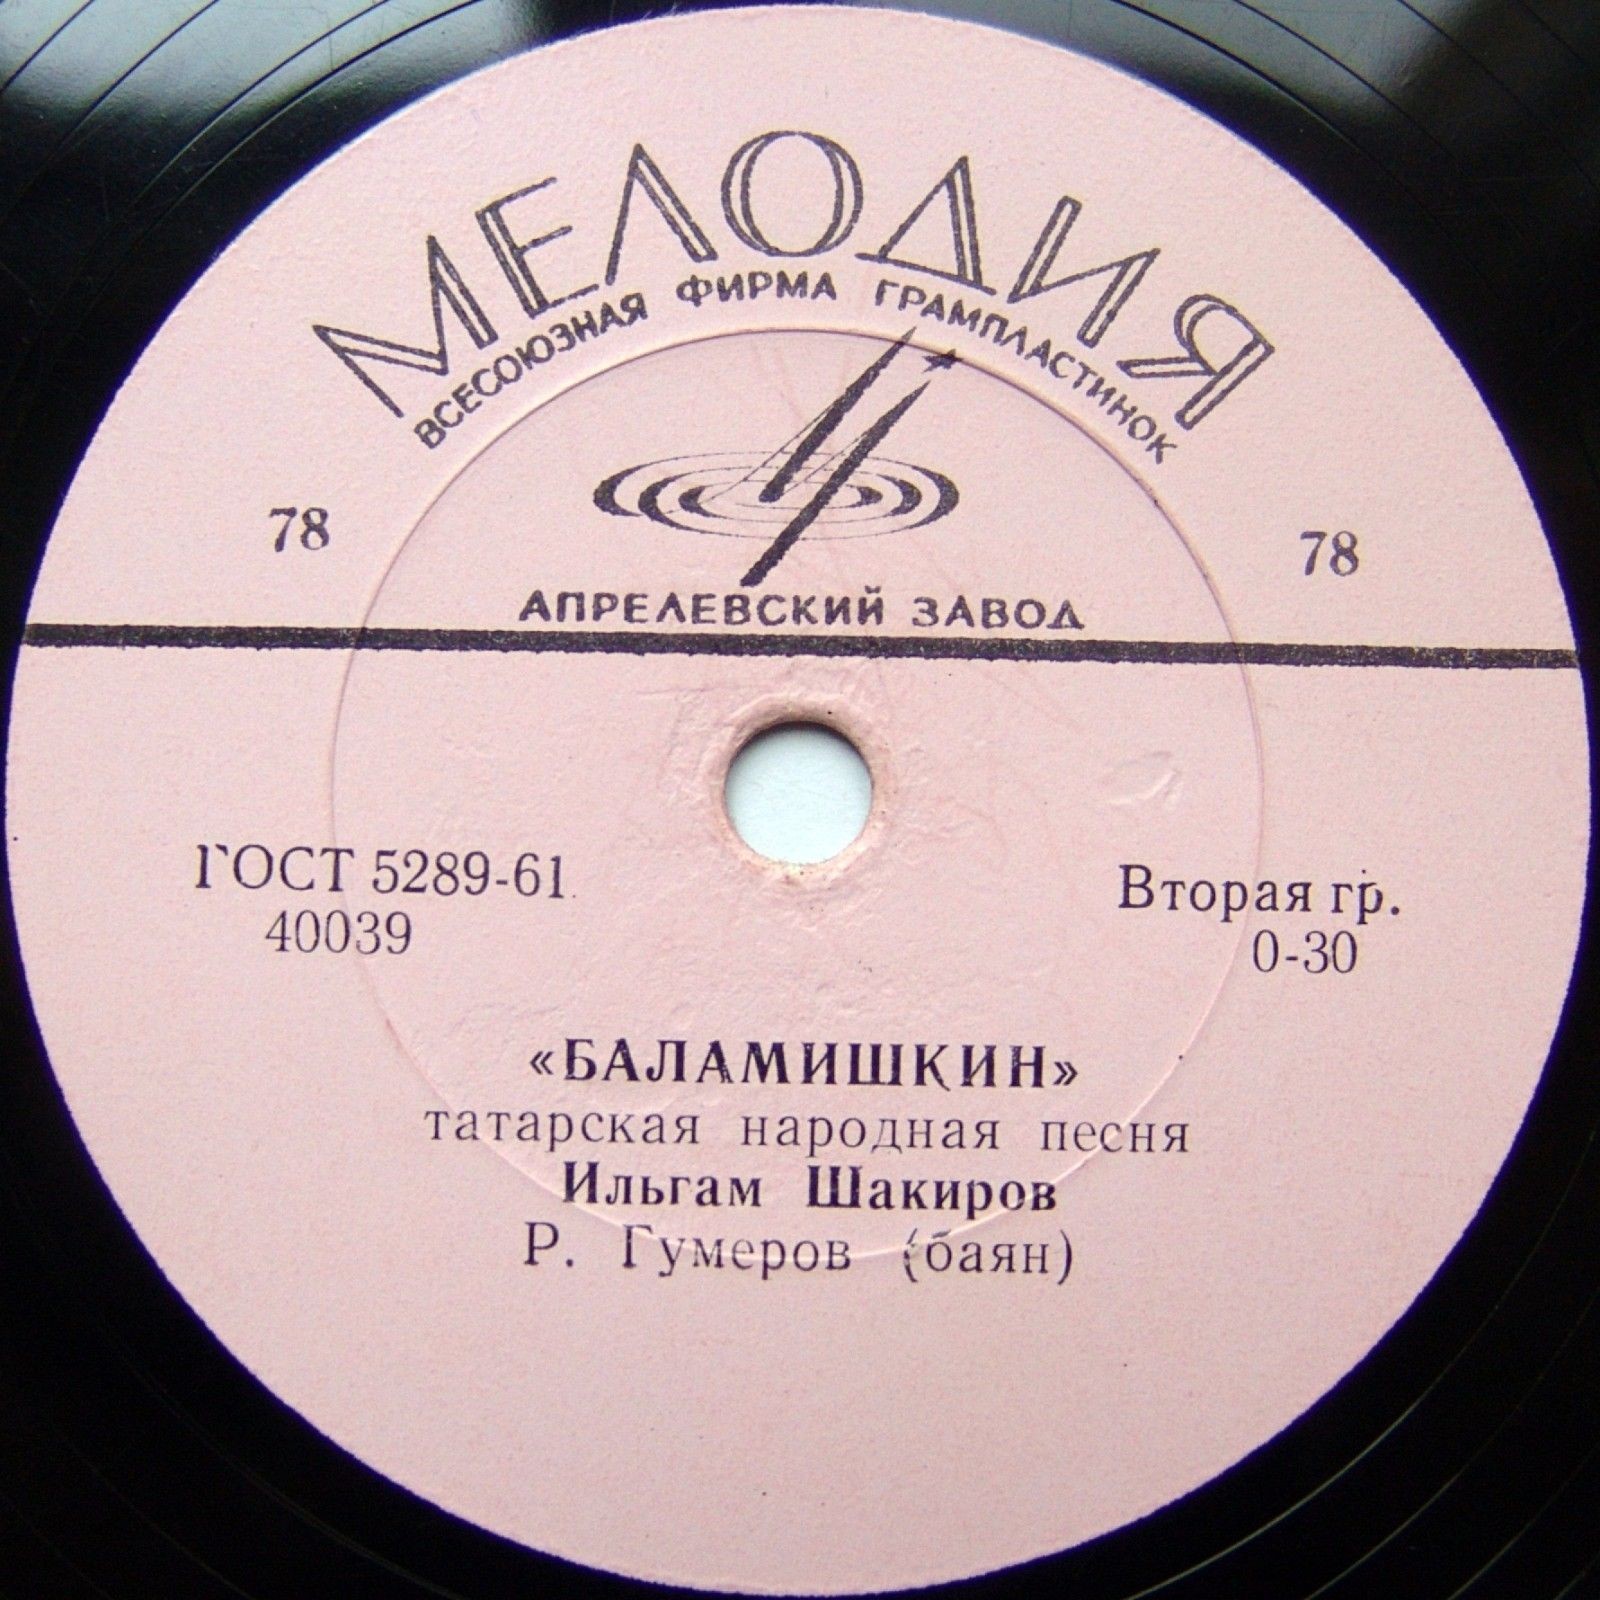 МЕЛОДИЯ
ВСЕСОЮЗНАЯ ФИРМА ГРАМПЛАСТИНОК
78
78
АПРЕЛЕВСКИЙ ЗАВОД
ГОСТ 5289-61
40039
Вторая гр.
0-30
«БАЛАМИШКИН»
татарская народная песня
Ильгам Шакиров
Р. Гумеров (баян)